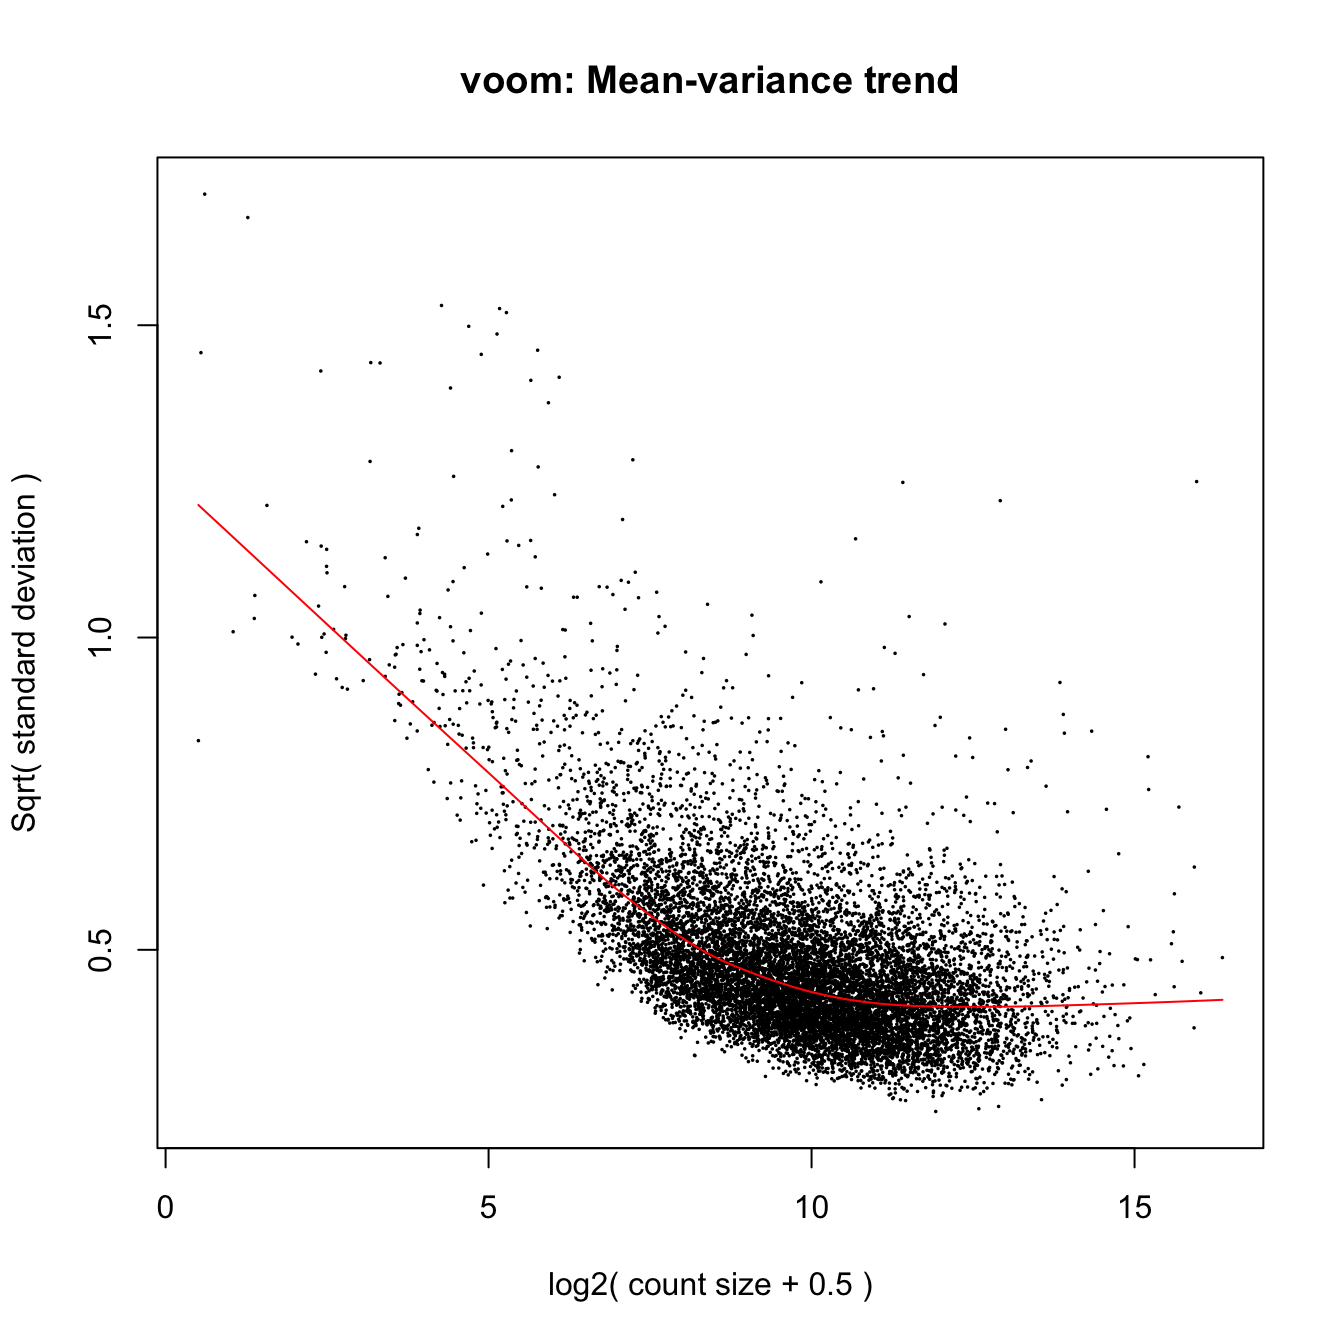 voom: Mean-variance trend
Sqrt( standard deviation )
1.5
1.0
0.5
0 5 10 15
log2( count size + 0.5 )